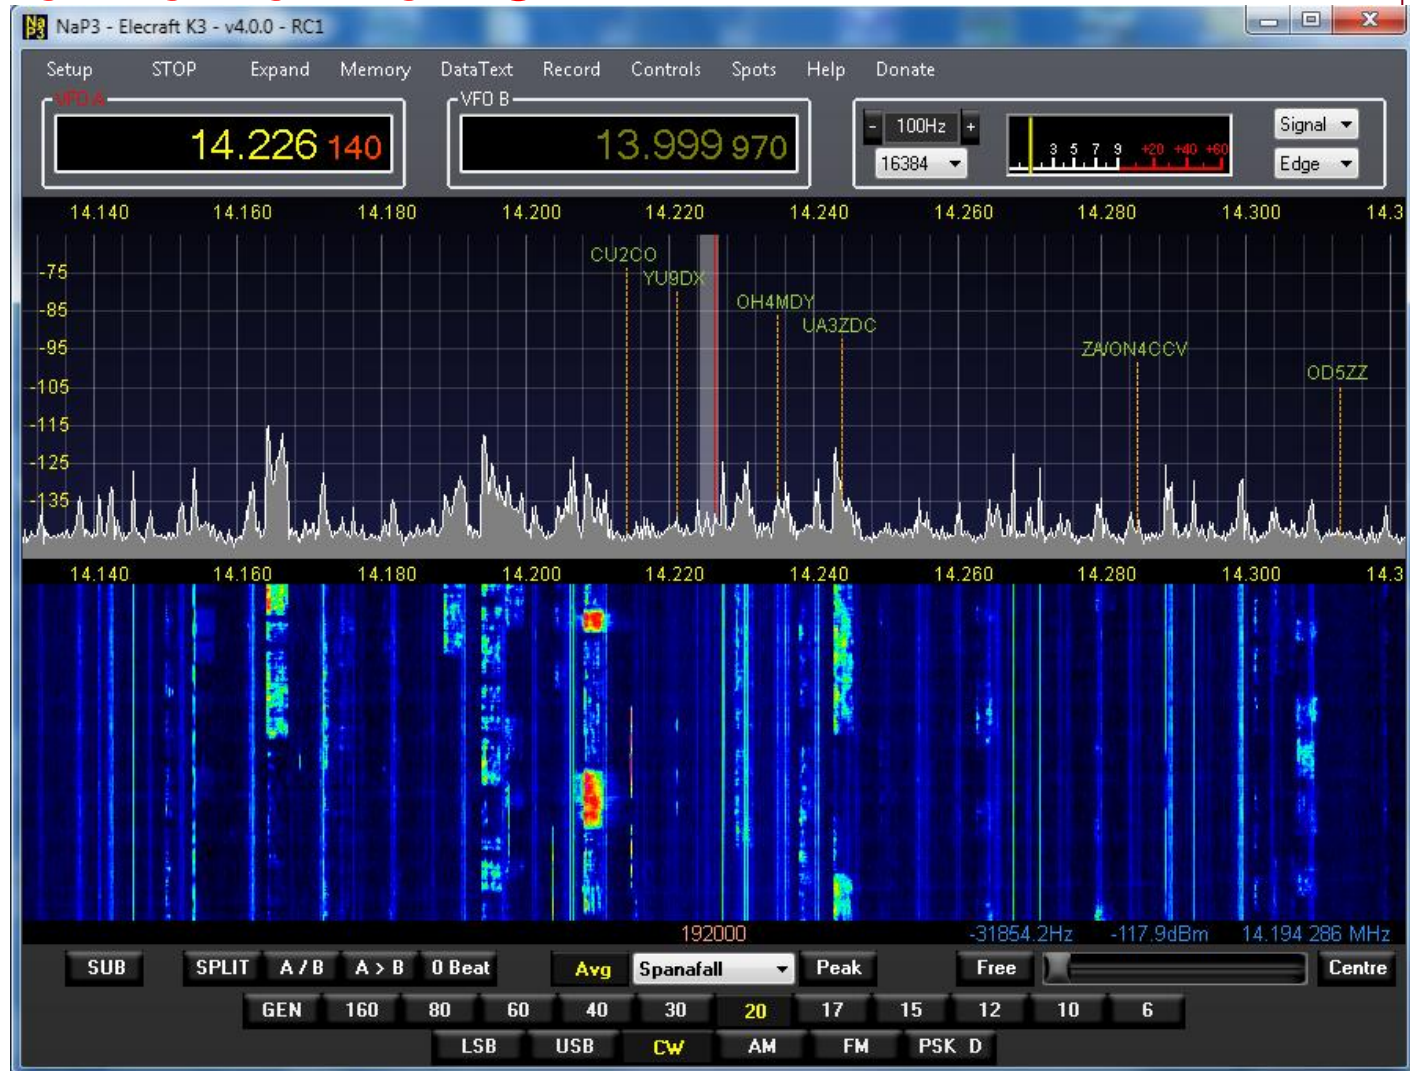 NaP3 - Elecraft K3 - v4.0.0 - RC1
Setup STOP Expand Memory DataText Record Controls Spots Help Donate
VFO A VFO B
14.226 140 13.999 970 - 100Hz + 16384 3 5 7 9 +20 +40 +60 Signal Edge
14.140 14.160 14.180 14.200 14.220 14.240 14.260 14.280 14.300 14.3
CU2CO
-75 YU9DX
-85 OH4MDY
UA3ZDC
-95 ZA/ON4CCV
-105 OD5ZZ
-115
-125
-135
14.140 14.160 14.180 14.200 14.220 14.240 14.260 14.280 14.300 14.3
192000 -31854.2Hz -117.9dBm 14.194 286 MHz
SUB SPLIT A / B A > B 0 Beat Avg Spanafall Peak Free Centre
GEN 160 80 60 40 30 20 17 15 12 10 6
LSB USB CW AM FM PSK D